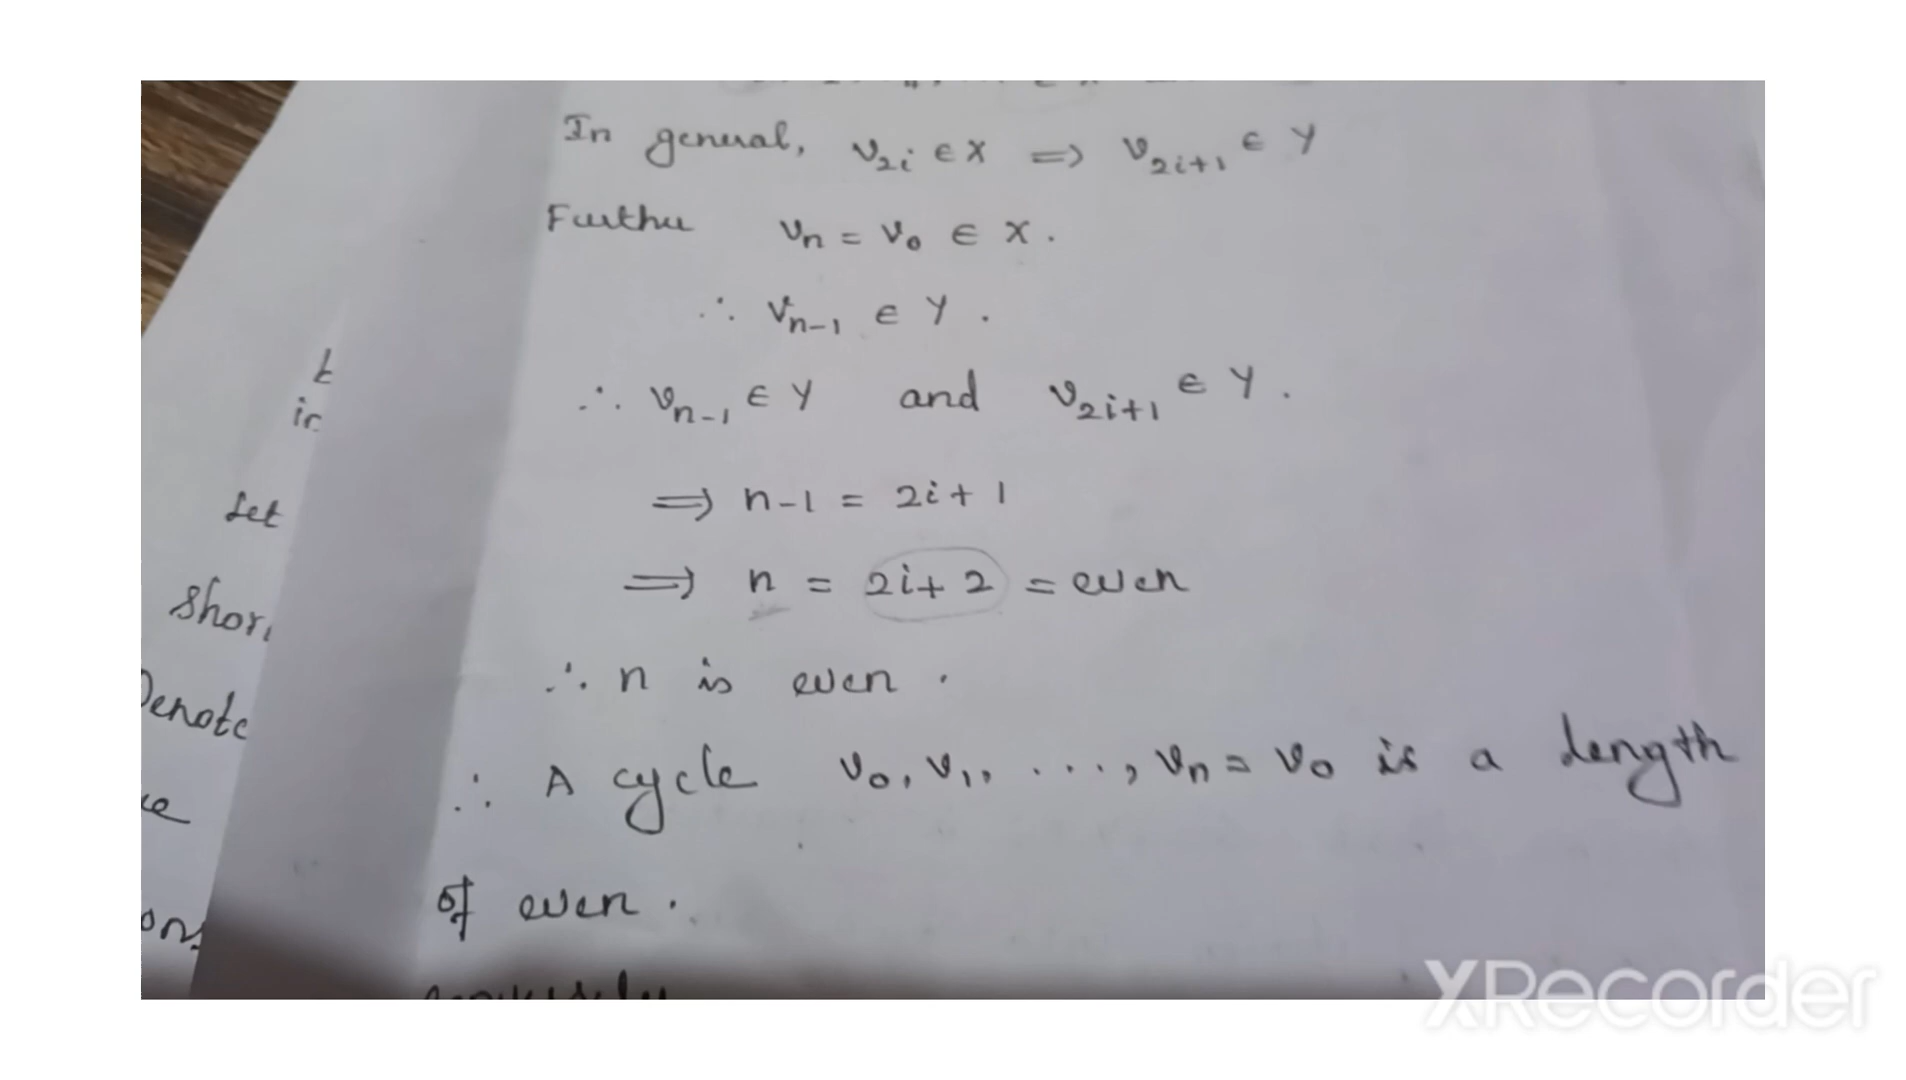 In general, v₂ᵢ ∈ X ⟹ v₂ᵢ₊₁ ∈ Y
Further vₙ = v₀ ∈ X.
∴ vₙ₋₁ ∈ Y.
∴ vₙ₋₁ ∈ Y and v₂ᵢ₊₁ ∈ Y.
⟹ n-1 = 2i+1
⟹ n = 2i+2 = even
∴ n is even.
∴ A cycle v₀, v₁, ..., vₙ = v₀ is a length
of even.
Let
Denote
XRecorder